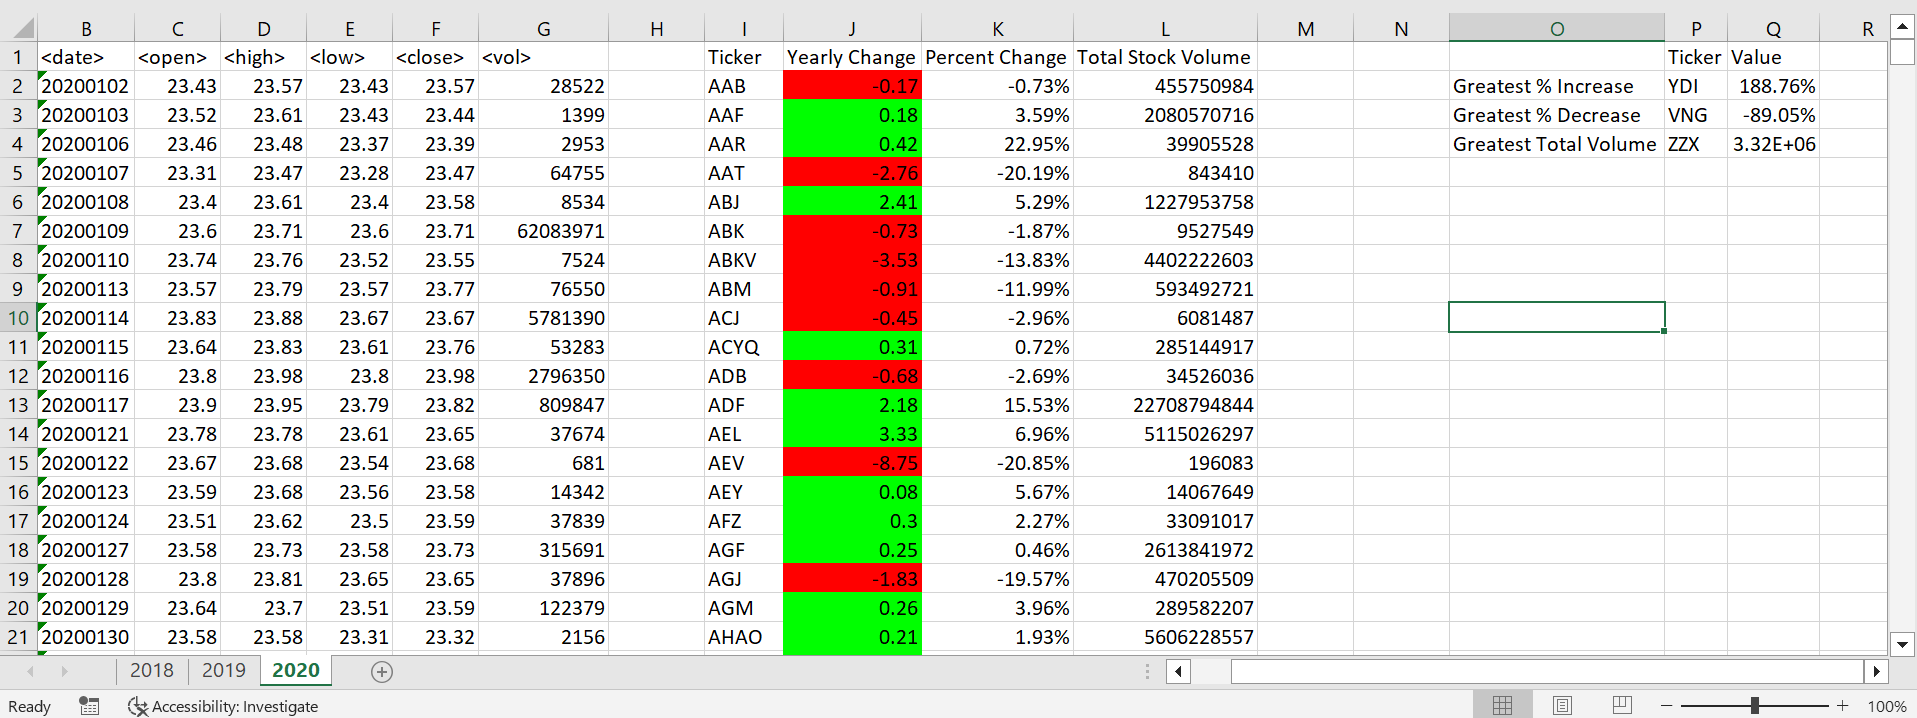 B C D E F G H I J K L M N O P Q R
1 <date> <open> <high> <low> <close> <vol> Ticker Yearly Change Percent Change Total Stock Volume Ticker Value
2 20200102 23.43 23.57 23.43 23.57 28522 AAB -0.17 -0.73% 455750984 Greatest % Increase YDI 188.76%
3 20200103 23.52 23.61 23.43 23.44 1399 AAF 0.18 3.59% 2080570716 Greatest % Decrease VNG -89.05%
4 20200106 23.46 23.48 23.37 23.39 2953 AAR 0.42 22.95% 39905528 Greatest Total Volume ZZX 3.32E+06
5 20200107 23.31 23.47 23.28 23.47 64755 AAT -2.76 -20.19% 843410
6 20200108 23.4 23.61 23.4 23.58 8534 ABJ 2.41 5.29% 1227953758
7 20200109 23.6 23.71 23.6 23.71 62083971 ABK -0.73 -1.87% 9527549
8 20200110 23.74 23.76 23.52 23.55 7524 ABKV -3.53 -13.83% 4402222603
9 20200113 23.57 23.79 23.57 23.77 76550 ABM -0.91 -11.99% 593492721
10 20200114 23.83 23.88 23.67 23.67 5781390 ACJ -0.45 -2.96% 6081487
11 20200115 23.64 23.83 23.61 23.76 53283 ACYQ 0.31 0.72% 285144917
12 20200116 23.8 23.98 23.8 23.98 2796350 ADB -0.68 -2.69% 34526036
13 20200117 23.9 23.95 23.79 23.82 809847 ADF 2.18 15.53% 22708794844
14 20200121 23.78 23.78 23.61 23.65 37674 AEL 3.33 6.96% 5115026297
15 20200122 23.67 23.68 23.54 23.68 681 AEV -8.75 -20.85% 196083
16 20200123 23.59 23.68 23.56 23.58 14342 AEY 0.08 5.67% 14067649
17 20200124 23.51 23.62 23.5 23.59 37839 AFZ 0.3 2.27% 33091017
18 20200127 23.58 23.73 23.58 23.73 315691 AGF 0.25 0.46% 2613841972
19 20200128 23.8 23.81 23.65 23.65 37896 AGJ -1.83 -19.57% 470205509
20 20200129 23.64 23.7 23.51 23.59 122379 AGM 0.26 3.96% 289582207
21 20200130 23.58 23.58 23.31 23.32 2156 AHAO 0.21 1.93% 5606228557
2018 2019 2020
Ready Accessibility: Investigate 100%